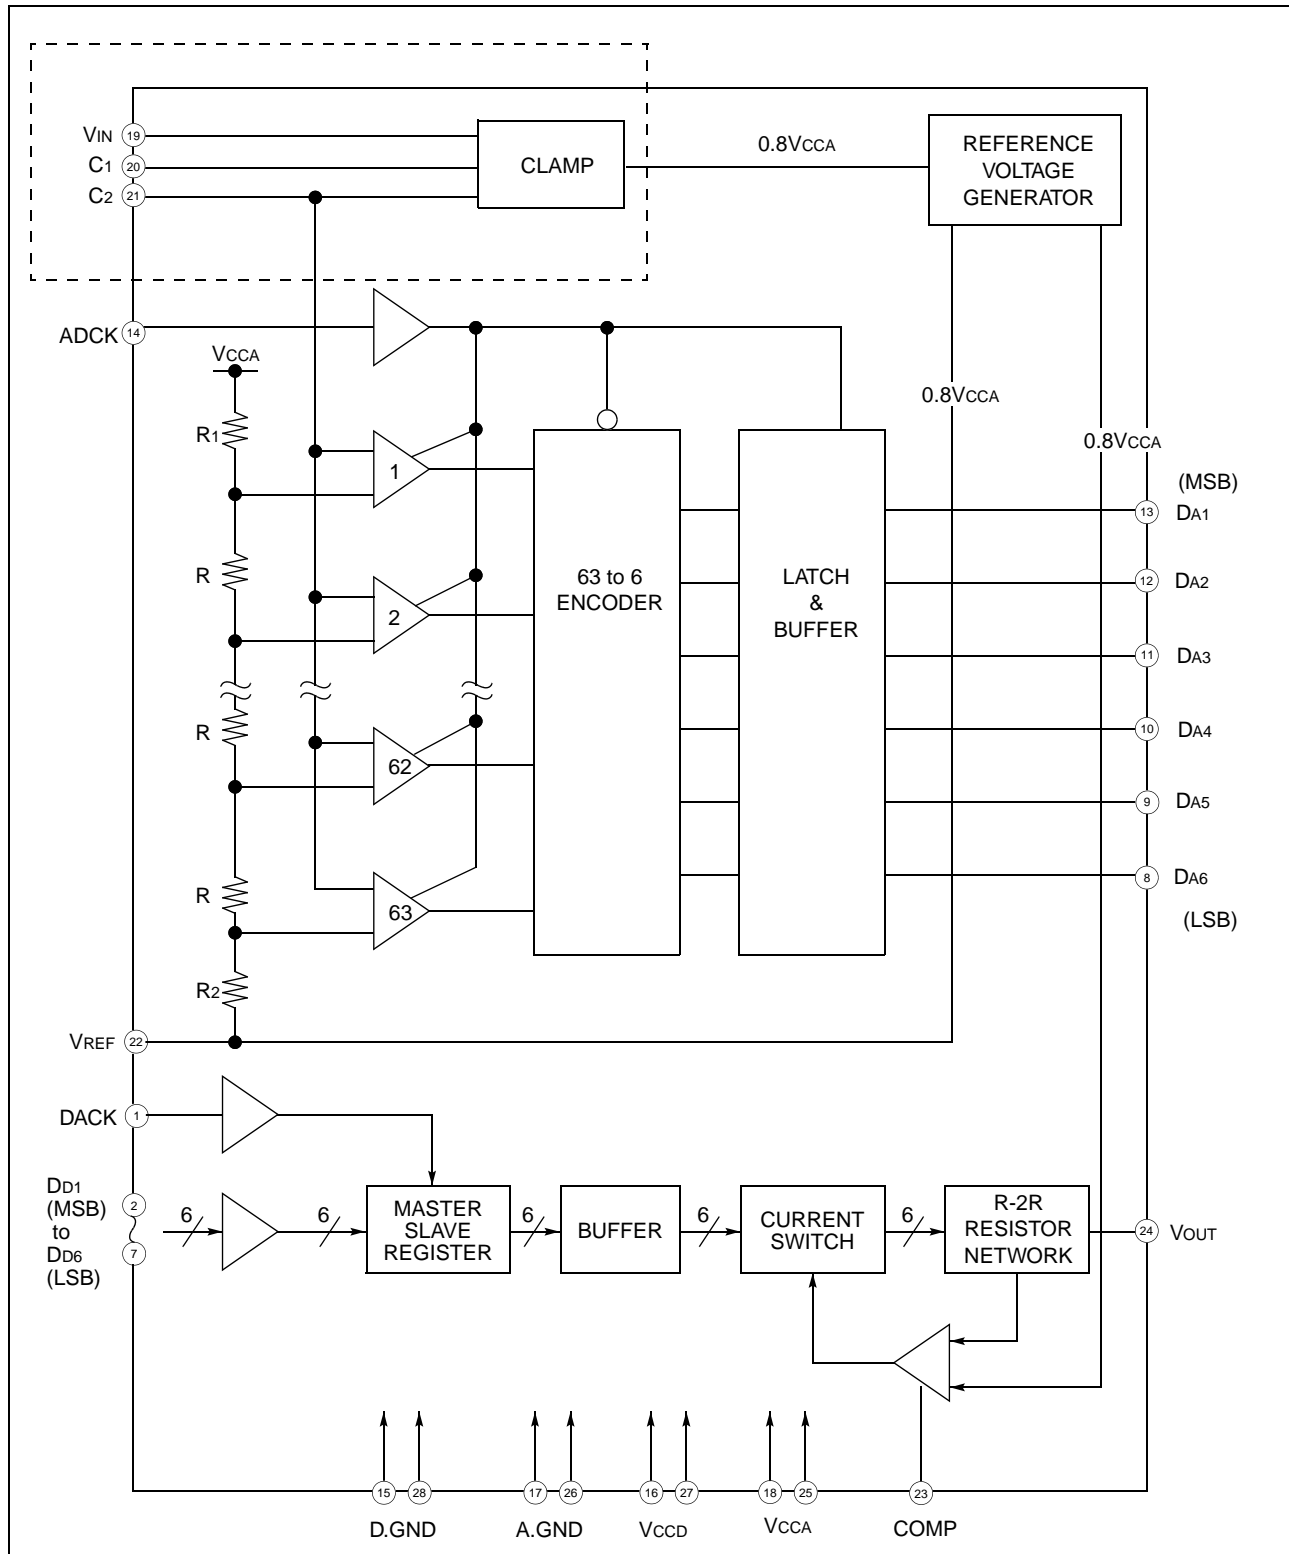 VIN 19
C1 20
C2 21
CLAMP
0.8VCCA
REFERENCE
VOLTAGE
GENERATOR
ADCK 14
VCCA
0.8VCCA
0.8VCCA
R1
1
(MSB)
13 DA1
R
2
63 to 6
ENCODER
LATCH
&
BUFFER
12 DA2
11 DA3
R
62
10 DA4
9 DA5
R
63
8 DA6
(LSB)
R2
VREF 22
DACK 1
DD1
(MSB)
to
DD6
(LSB)
2
7
6
6
MASTER
SLAVE
REGISTER
6
BUFFER
6
CURRENT
SWITCH
6
R-2R
RESISTOR
NETWORK
24 VOUT
15 28 17 26 16 27 18 25 23
D.GND A.GND VCCD VCCA COMP